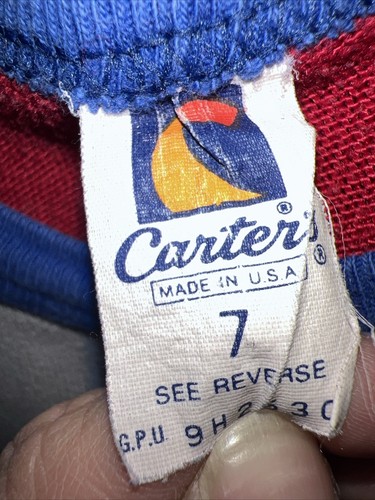 Carter's®
MADE IN U.S.A.
®
7
SEE REVERSE
G.P.U.